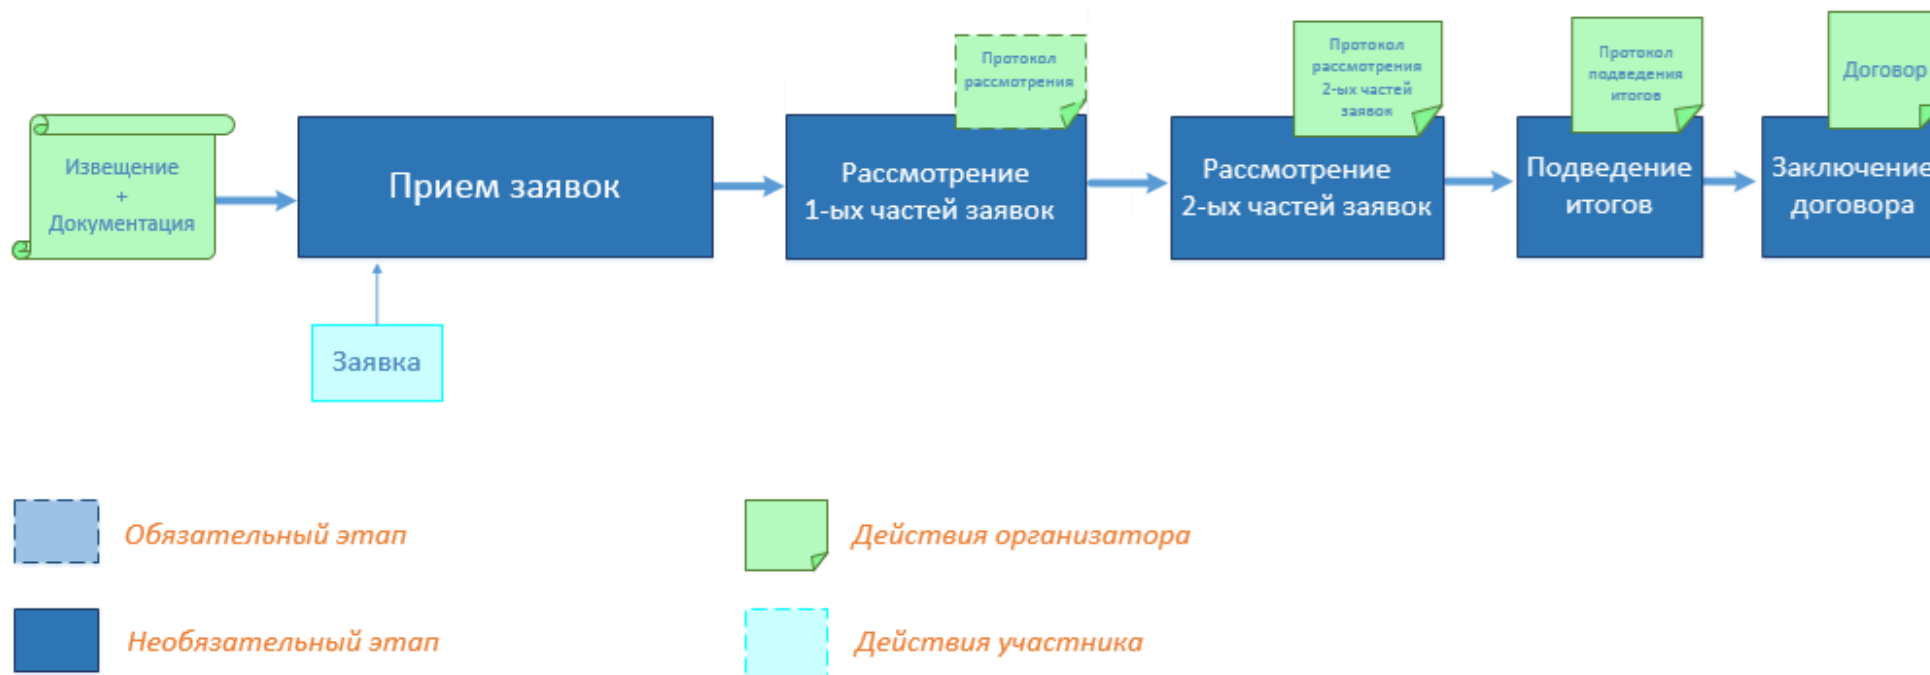 Извещение
+
Документация
Прием заявок
Заявка
Протокол
рассмотрения
Рассмотрение
1-ых частей заявок
Протокол
рассмотрения
2-ых частей
заявок
Рассмотрение
2-ых частей заявок
Протокол
подведения
итогов
Подведение
итогов
Договор
Заключение
договора
Обязательный этап
Действия организатора
Необязательный этап
Действия участника